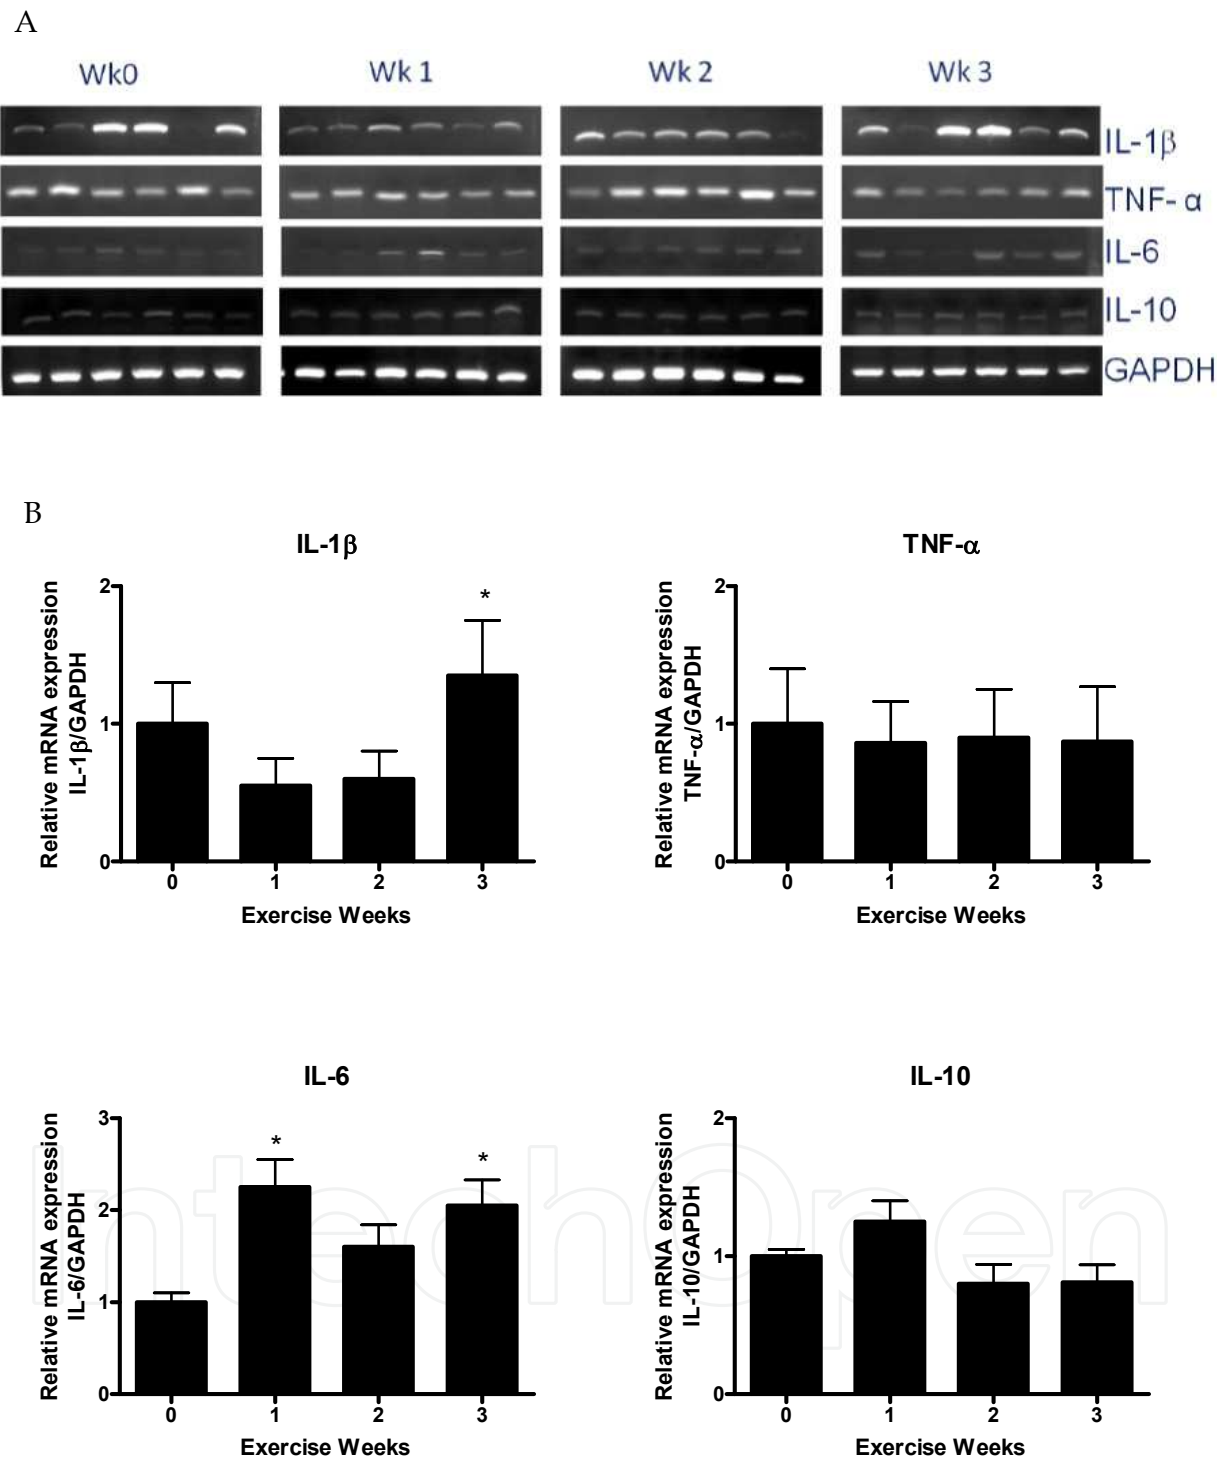 A
Wk0 Wk 1 Wk 2 Wk 3
IL-1β
TNF- α
IL-6
IL-10
GAPDH
B
IL-1β
Relative mRNA expression
IL-1β/GAPDH
2
*
1
0
0 1 2 3
Exercise Weeks
TNF-α
Relative mRNA expression
TNF-α/GAPDH
2
1
0
0 1 2 3
Exercise Weeks
IL-6
Relative mRNA expression
IL-6/GAPDH
3
* *
2
1
0
0 1 2 3
Exercise Weeks
IL-10
Relative mRNA expression
IL-10/GAPDH
2
1
0
0 1 2 3
Exercise Weeks
IntechOpen